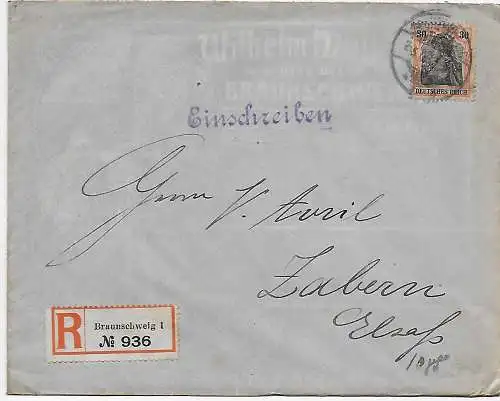 30 30
DEUTSCHES REICH
Einschreiben
Herrn V. Avril
Zabern
Elsaß
R Braunschweig 1
№ 936